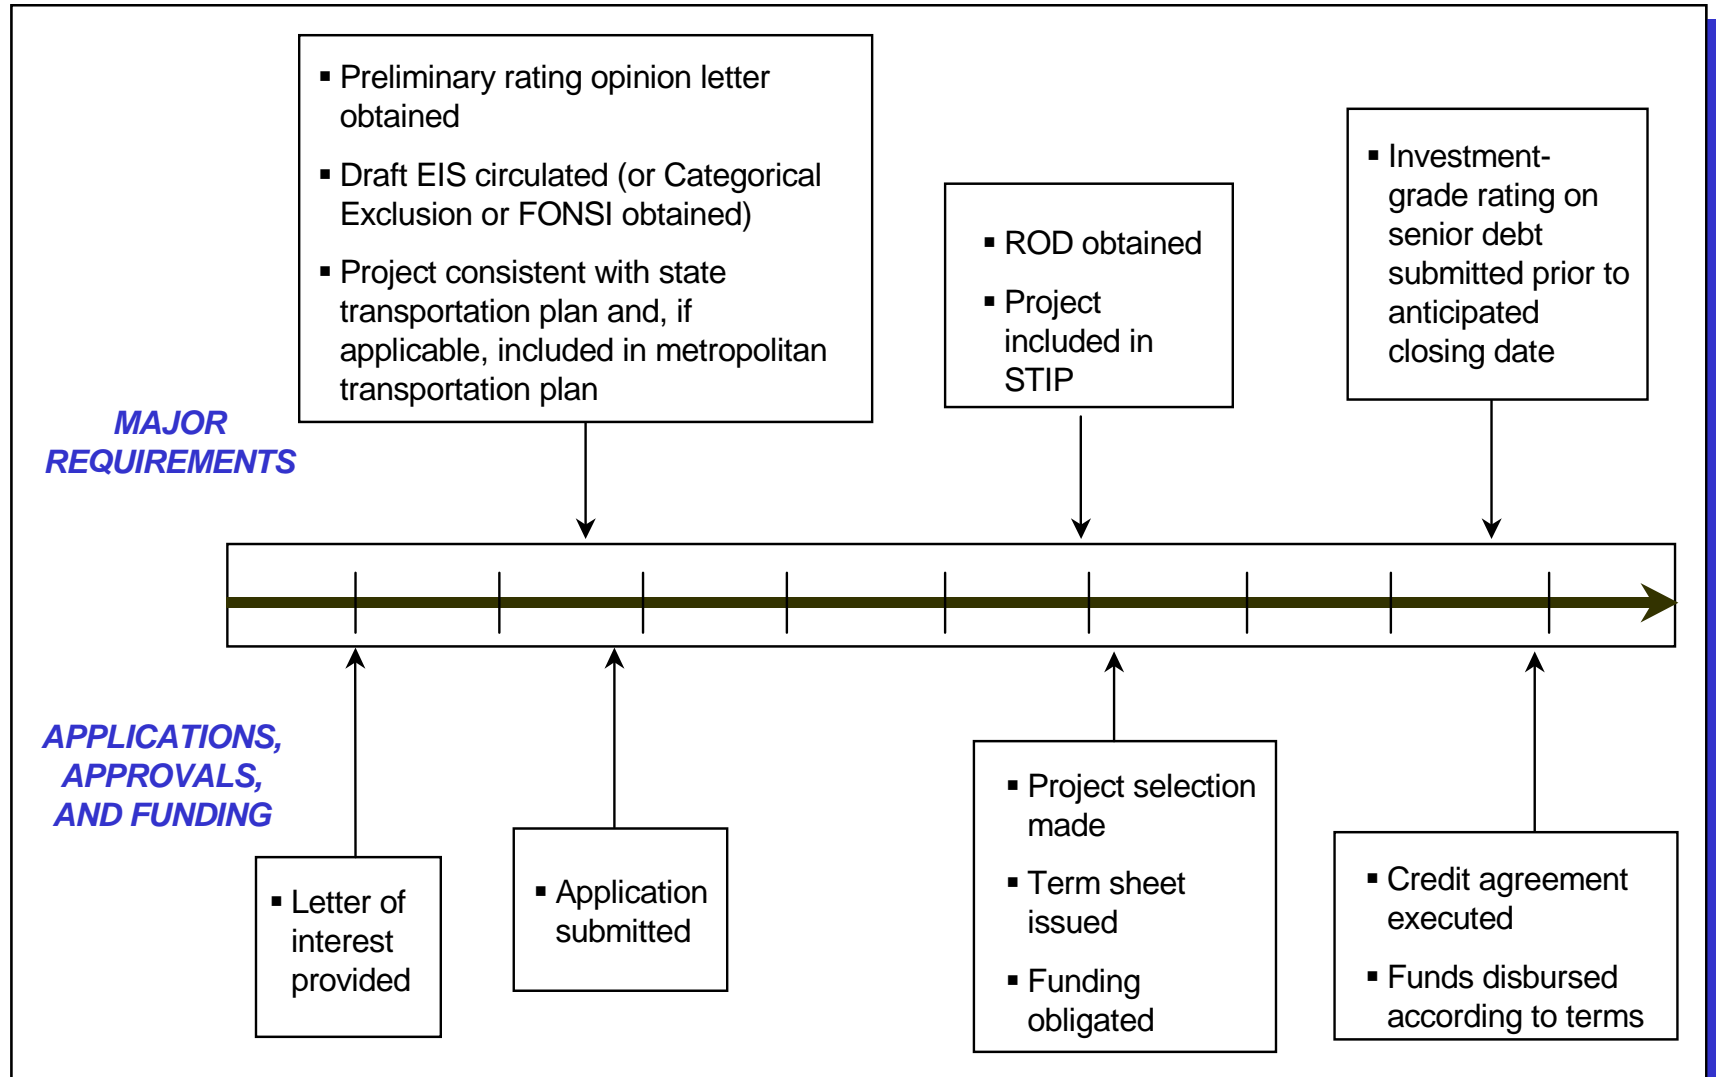 ▪ Preliminary rating opinion letter
obtained
▪ Draft EIS circulated (or Categorical
Exclusion or FONSI obtained)
▪ Project consistent with state
transportation plan and, if
applicable, included in metropolitan
transportation plan
▪ ROD obtained
▪ Project
included in
STIP
▪ Investment-
grade rating on
senior debt
submitted prior to
anticipated
closing date
MAJOR
REQUIREMENTS
APPLICATIONS,
APPROVALS,
AND FUNDING
▪ Letter of
interest
provided
▪ Application
submitted
▪ Project selection
made
▪ Term sheet
issued
▪ Funding
obligated
▪ Credit agreement
executed
▪ Funds disbursed
according to terms